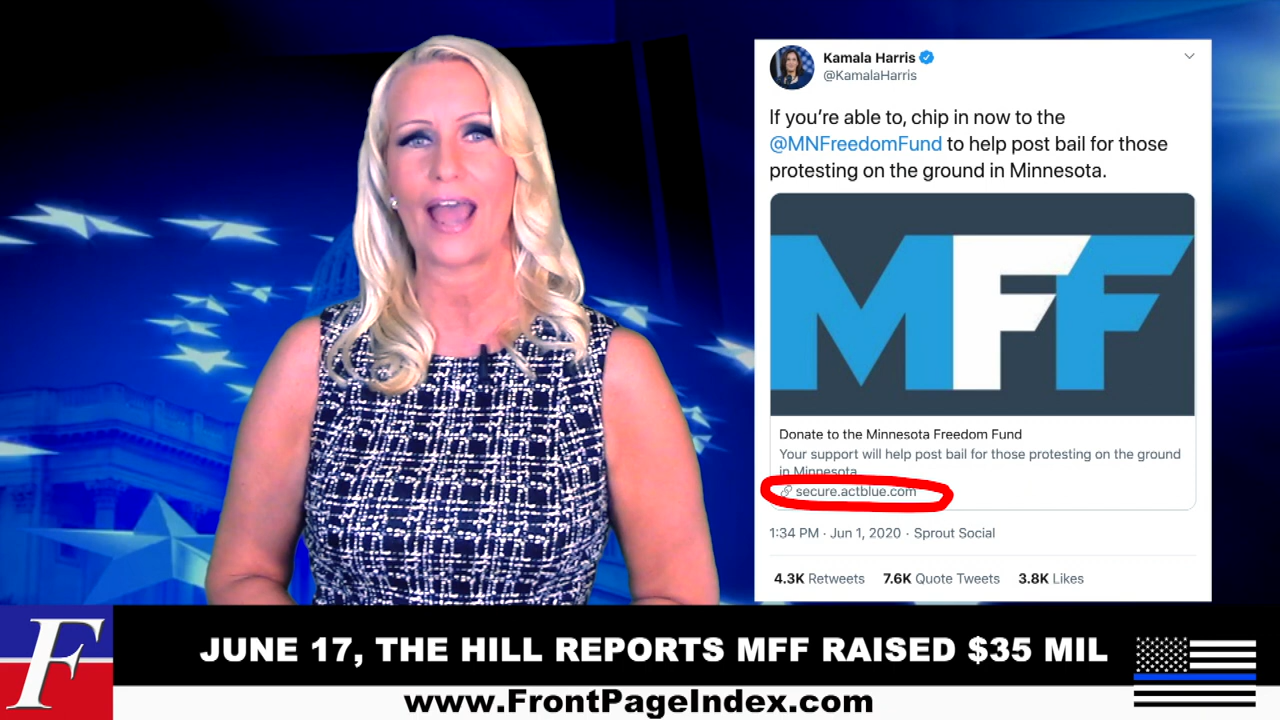 Kamala Harris
@KamalaHarris
If you're able to, chip in now to the
@MNFreedomFund to help post bail for those
protesting on the ground in Minnesota.
MFF
Donate to the Minnesota Freedom Fund
Your support will help post bail for those protesting on the ground
in Minnesota
secure.actblue.com
1:34 PM · Jun 1, 2020 · Sprout Social
4.3K Retweets 7.6K Quote Tweets 3.8K Likes
F
JUNE 17, THE HILL REPORTS MFF RAISED $35 MIL
www.FrontPageIndex.com